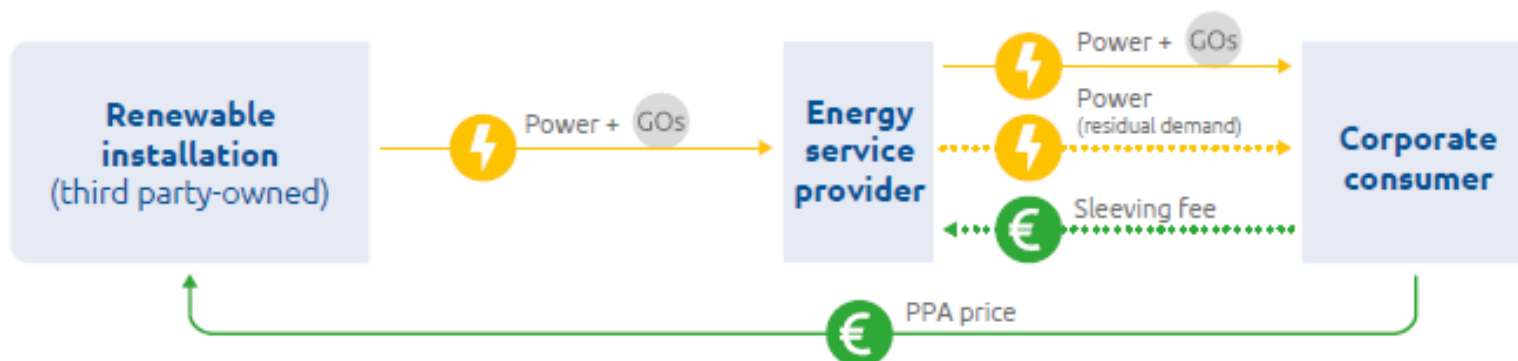 Renewable
installation
(third party-owned)
Power + GOs
Energy
service
provider
Power + GOs
Power
(residual demand)
€ Sleeving fee
Corporate
consumer
€ PPA price